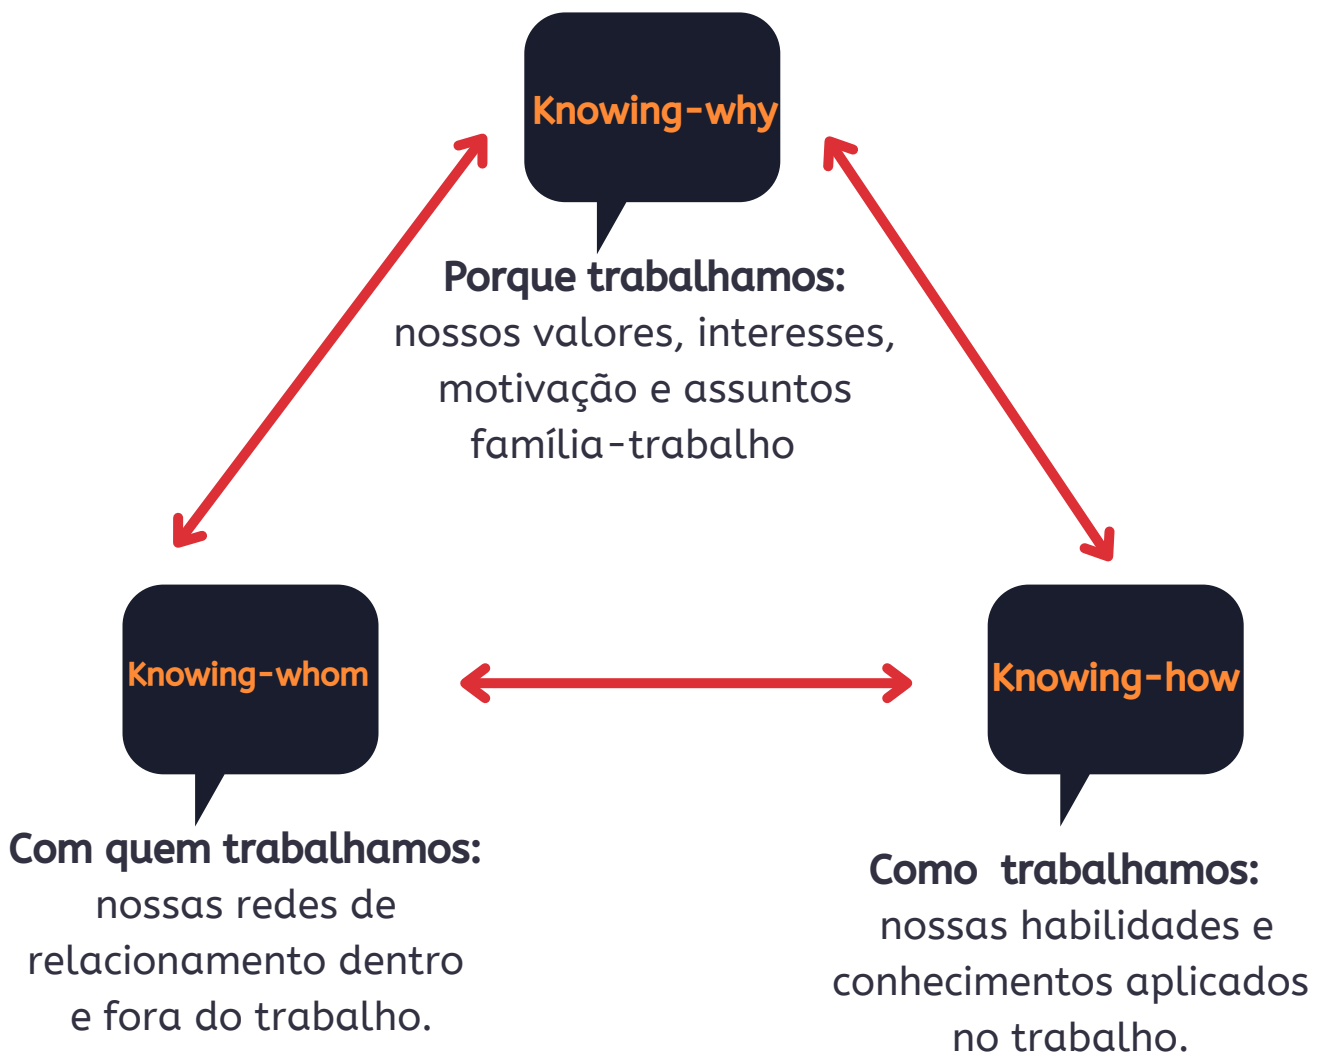 Knowing-why
Porque trabalhamos:
nossos valores, interesses,
motivação e assuntos
família-trabalho
Knowing-whom
Com quem trabalhamos:
nossas redes de
relacionamento dentro
e fora do trabalho.
Knowing-how
Como trabalhamos:
nossas habilidades e
conhecimentos aplicados
no trabalho.